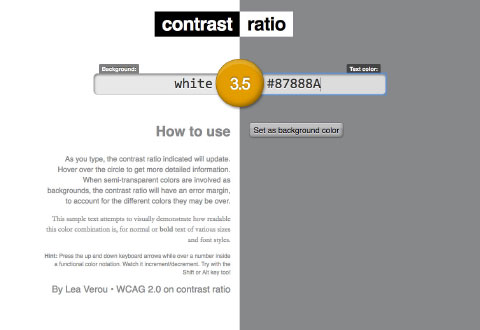 contrast ratio
Background:
Text color:
white 3.5 #87888A
How to use
Set as background color
As you type, the contrast ratio indicated will update.
Hover over the circle to get more detailed information.
When semi-transparent colors are involved as
backgrounds, the contrast ratio will have an error margin,
to account for the different colors they may be over.
This sample text attempts to visually demonstrate how readable
this color combination is, for normal or bold text of various sizes
and font styles.
Hint: Press the up and down keyboard arrows while over a number inside
a functional color notation. Watch it increment/decrement. Try with the
Shift or Alt key too!
By Lea Verou • WCAG 2.0 on contrast ratio